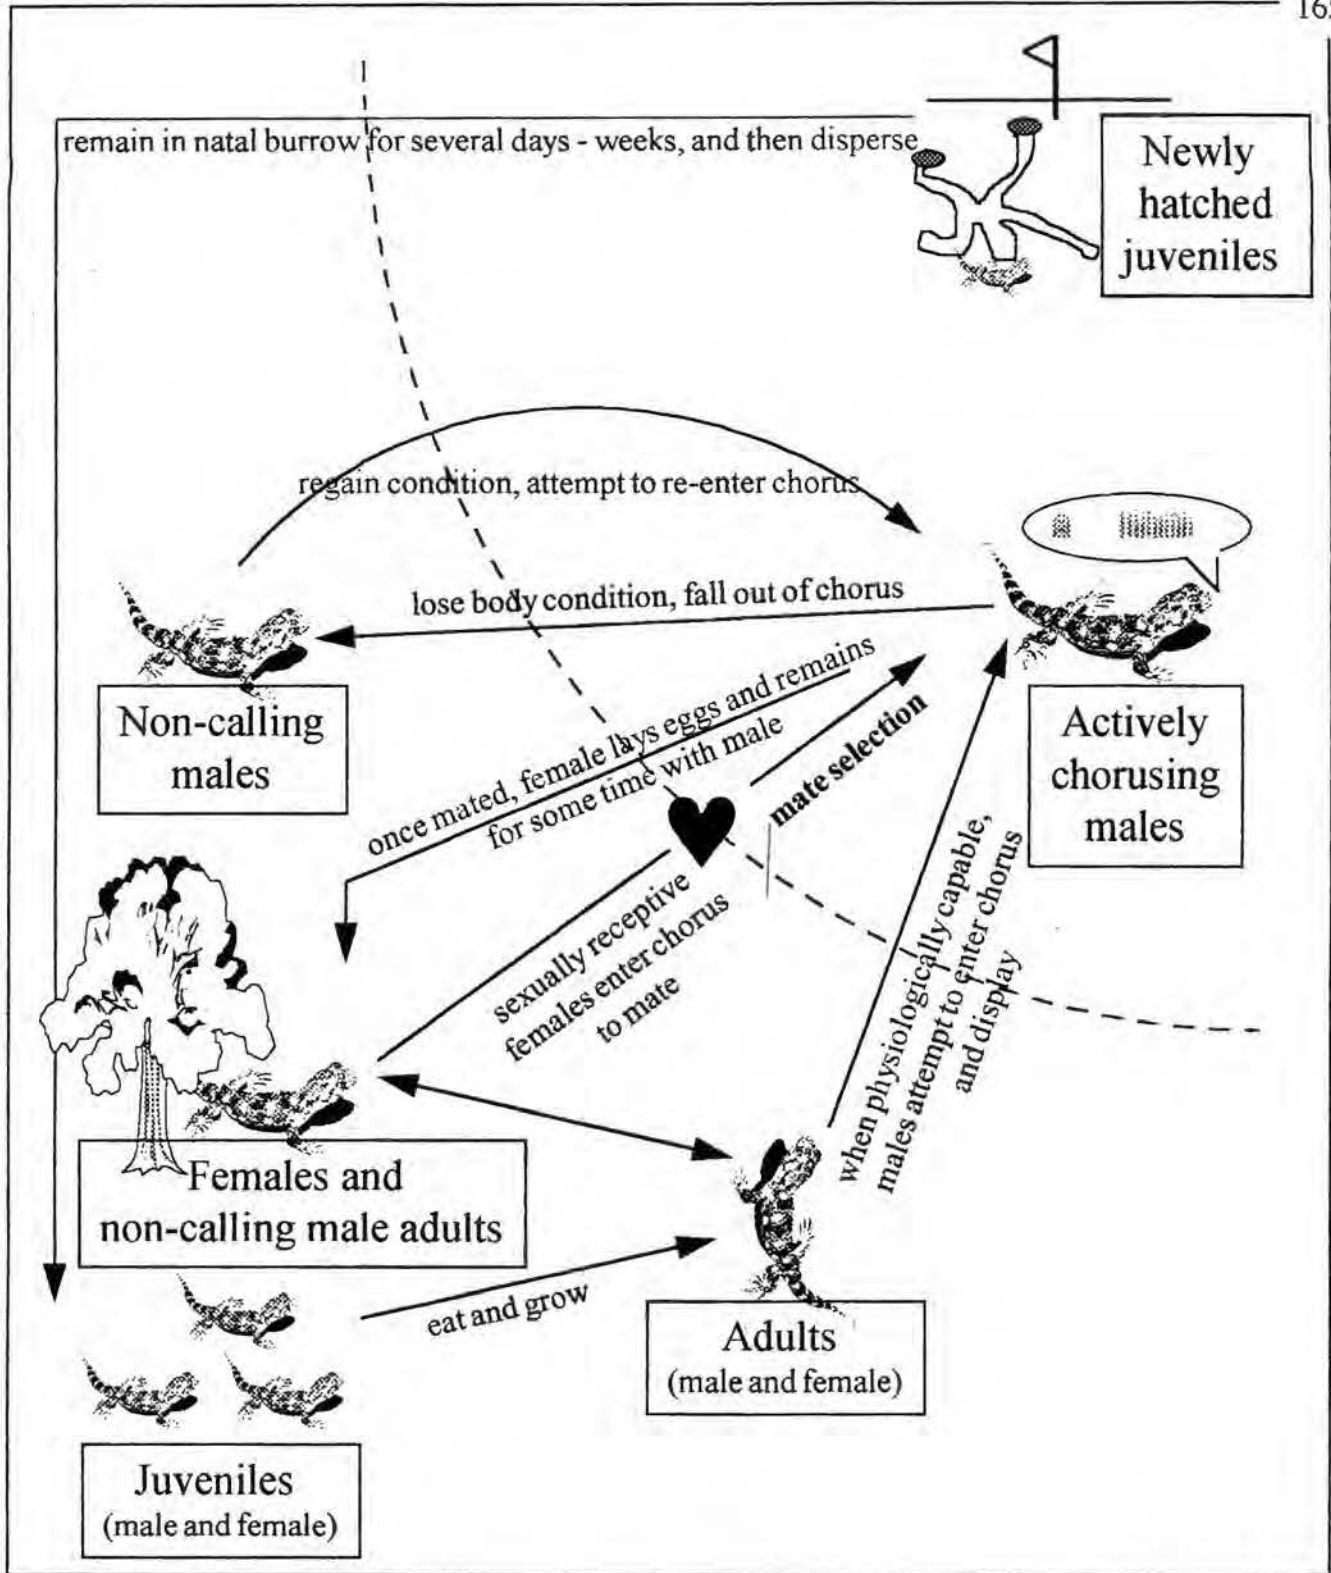 remain in natal burrow for several days - weeks, and then disperse
Newly
hatched
juveniles
regain condition, attempt to re-enter chorus
lose body condition, fall out of chorus
Non-calling
males
once mated, female lays eggs and remains
for some time with male
mate selection
Actively
chorusing
males
sexually receptive
females enter chorus
to mate
when physiologically capable,
males attempt to enter chorus
and display
Females and
non-calling male adults
eat and grow
Adults
(male and female)
Juveniles
(male and female)